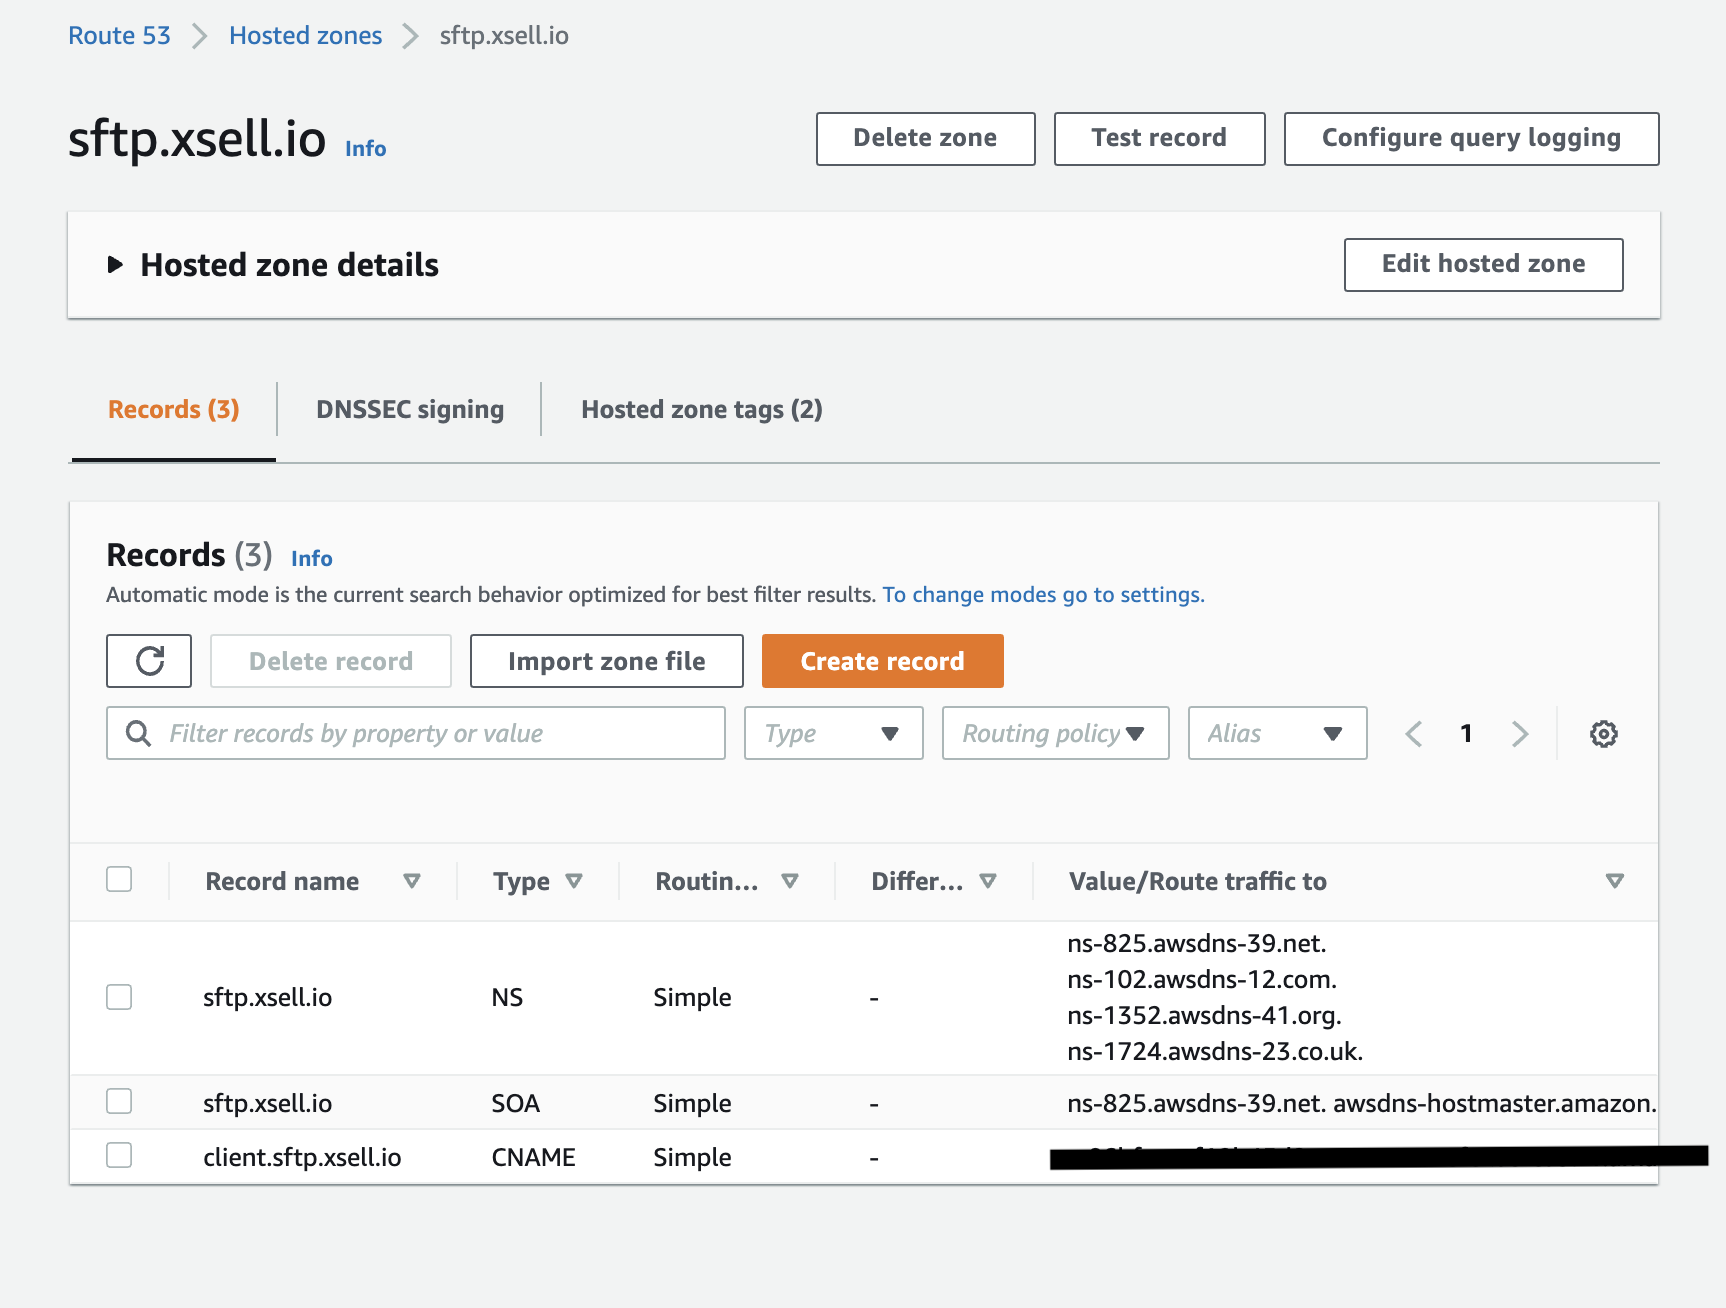 Route 53 > Hosted zones > sftp.xsell.io
sftp.xsell.io Info
Delete zone Test record Configure query logging
Hosted zone details Edit hosted zone
Records (3) DNSSEC signing Hosted zone tags (2)
Records (3) Info
Automatic mode is the current search behavior optimized for best filter results. To change modes go to settings.
Delete record Import zone file Create record
Filter records by property or value Type Routing policy Alias 1
Record name Type Routin... Differ... Value/Route traffic to
sftp.xsell.io NS Simple - ns-825.awsdns-39.net.
ns-102.awsdns-12.com.
ns-1352.awsdns-41.org.
ns-1724.awsdns-23.co.uk.
sftp.xsell.io SOA Simple - ns-825.awsdns-39.net. awsdns-hostmaster.amazon.
client.sftp.xsell.io CNAME Simple -